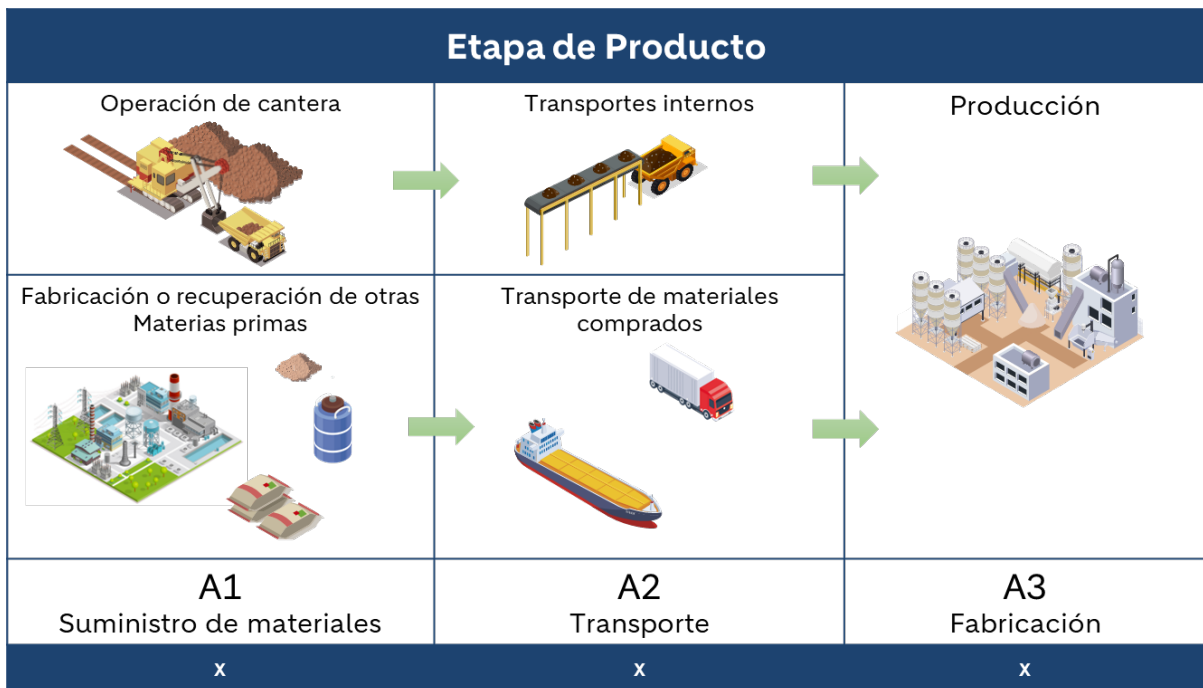 Etapa de Producto
Operación de cantera
Transportes internos
Producción
Fabricación o recuperación de otras
Materias primas
Transporte de materiales
comprados
A1
Suministro de materiales
A2
Transporte
A3
Fabricación
x
x
x